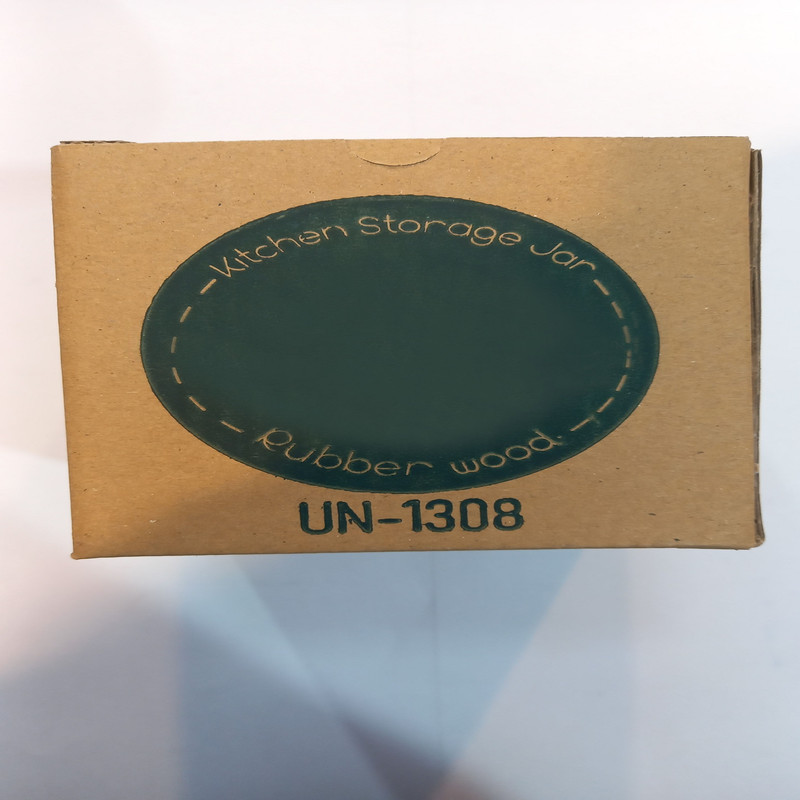 Kitchen Storage Jar
Rubber wood
UN-1308